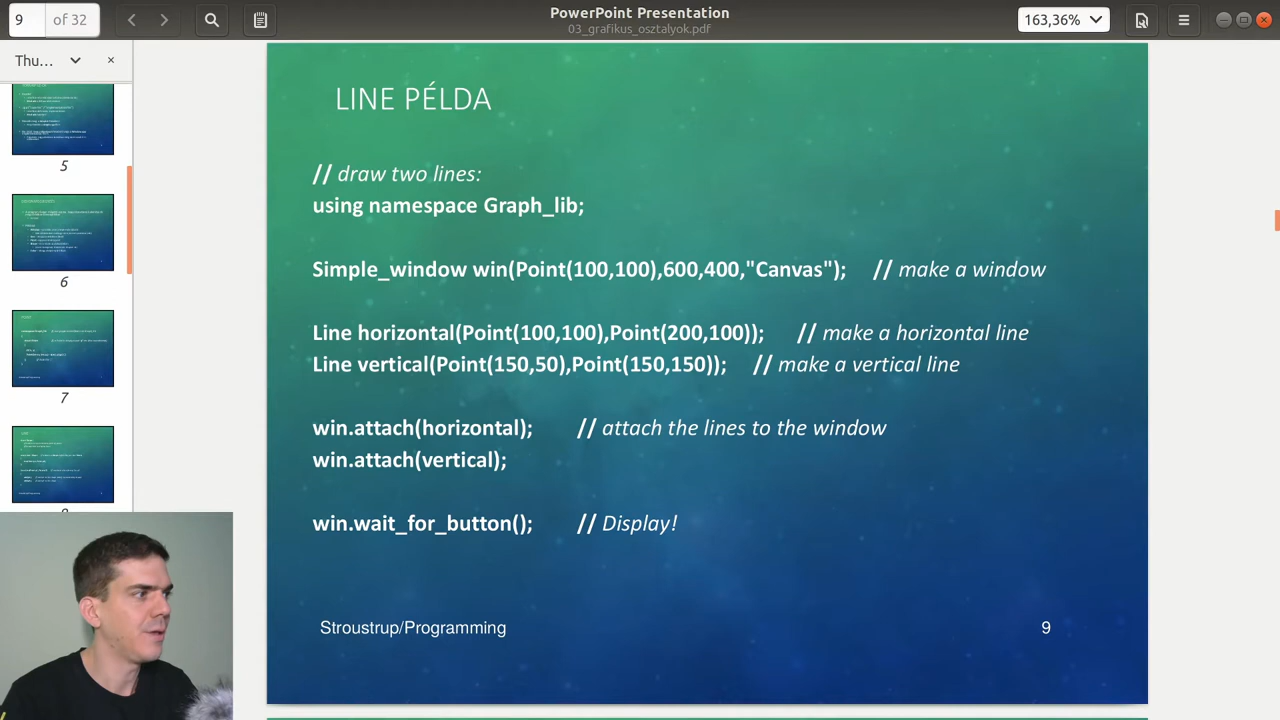 9 of 32
PowerPoint Presentation
03_grafikus_osztalyok.pdf
163,36%
Thu...
5
6
7
LINE PÉLDA
// draw two lines:
using namespace Graph_lib;
Simple_window win(Point(100,100),600,400,"Canvas"); // make a window
Line horizontal(Point(100,100),Point(200,100)); // make a horizontal line
Line vertical(Point(150,50),Point(150,150)); // make a vertical line
win.attach(horizontal); // attach the lines to the window
win.attach(vertical);
win.wait_for_button(); // Display!
Stroustrup/Programming
9